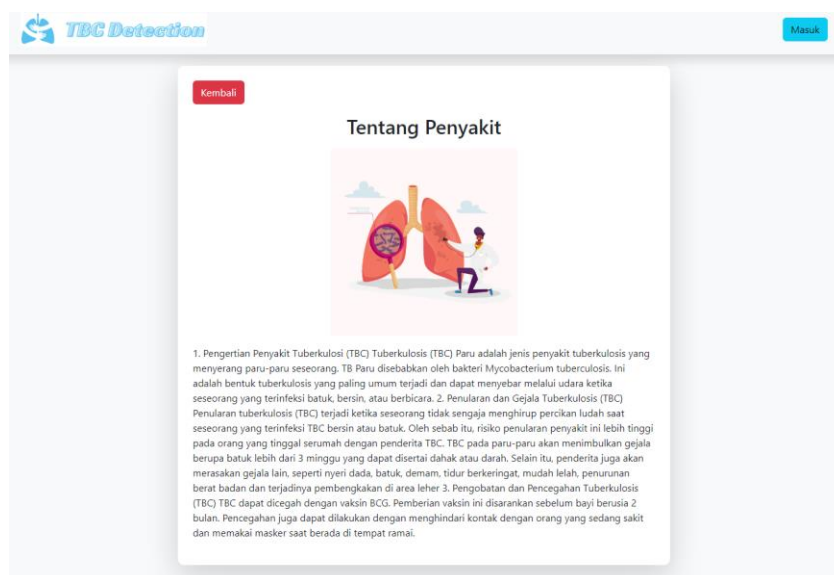 TBC Detection
Masuk
Kembali
Tentang Penyakit
1. Pengertian Penyakit Tuberkulosi (TBC) Tuberkulosis (TBC) Paru adalah jenis penyakit tuberkulosis yang
menyerang paru-paru seseorang. TB Paru disebabkan oleh bakteri Mycobacterium tuberculosis. Ini
adalah bentuk tuberkulosis yang paling umum terjadi dan dapat menyebar melalui udara ketika
seseorang yang terinfeksi batuk, bersin, atau berbicara. 2. Penularan dan Gejala Tuberkulosis (TBC)
Penularan tuberkulosis (TBC) terjadi ketika seseorang tidak sengaja menghirup percikan ludah saat
seseorang yang terinfeksi TBC bersin atau batuk. Oleh sebab itu, risiko penularan penyakit ini lebih tinggi
pada orang yang tinggal serumah dengan penderita TBC. TBC pada paru-paru akan menimbulkan gejala
berupa batuk lebih dari 3 minggu yang dapat disertai dahak atau darah. Selain itu, penderita juga akan
merasakan gejala lain, seperti nyeri dada, batuk, demam, tidur berkeringat, mudah lelah, penurunan
berat badan dan terjadinya pembengkakan di area leher 3. Pengobatan dan Pencegahan Tuberkulosis
(TBC) TBC dapat dicegah dengan vaksin BCG. Pemberian vaksin ini disarankan sebelum bayi berusia 2
bulan. Pencegahan juga dapat dilakukan dengan menghindari kontak dengan orang yang sedang sakit
dan memakai masker saat berada di tempat ramai.